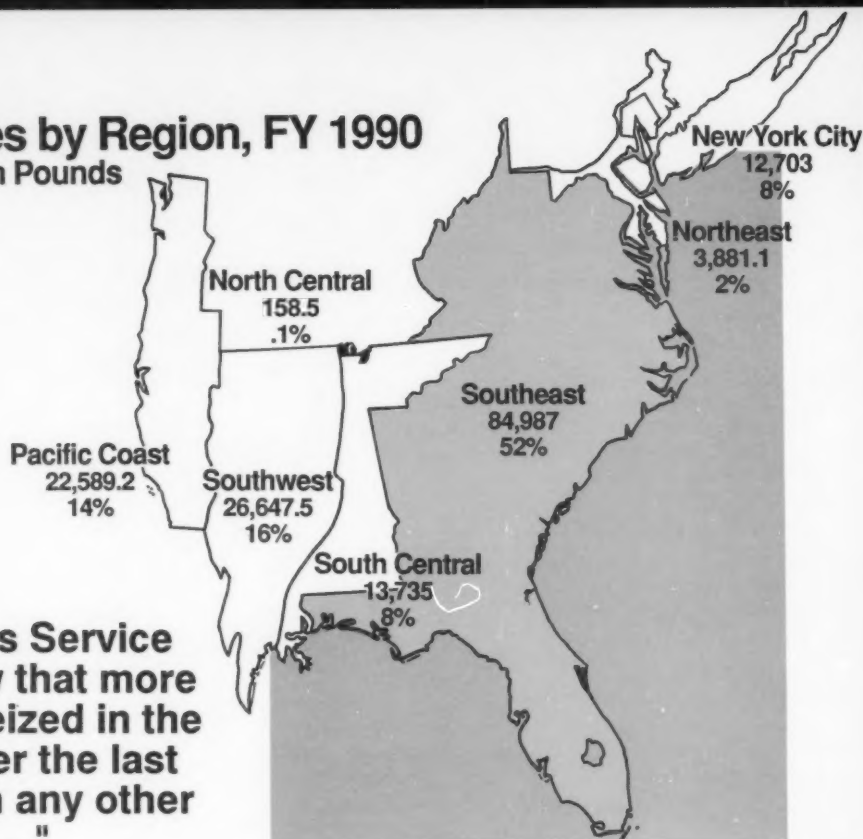 es by Region, FY 1990
n Pounds
New York City
12,703
8%
Northeast
3,881.1
2%
North Central
158.5
.1%
Southeast
84,987
52%
Pacific Coast
22,589.2
14%
Southwest
26,647.5
16%
South Central
13,735
8%
s Service
that more
eized in the
er the last
any other
"